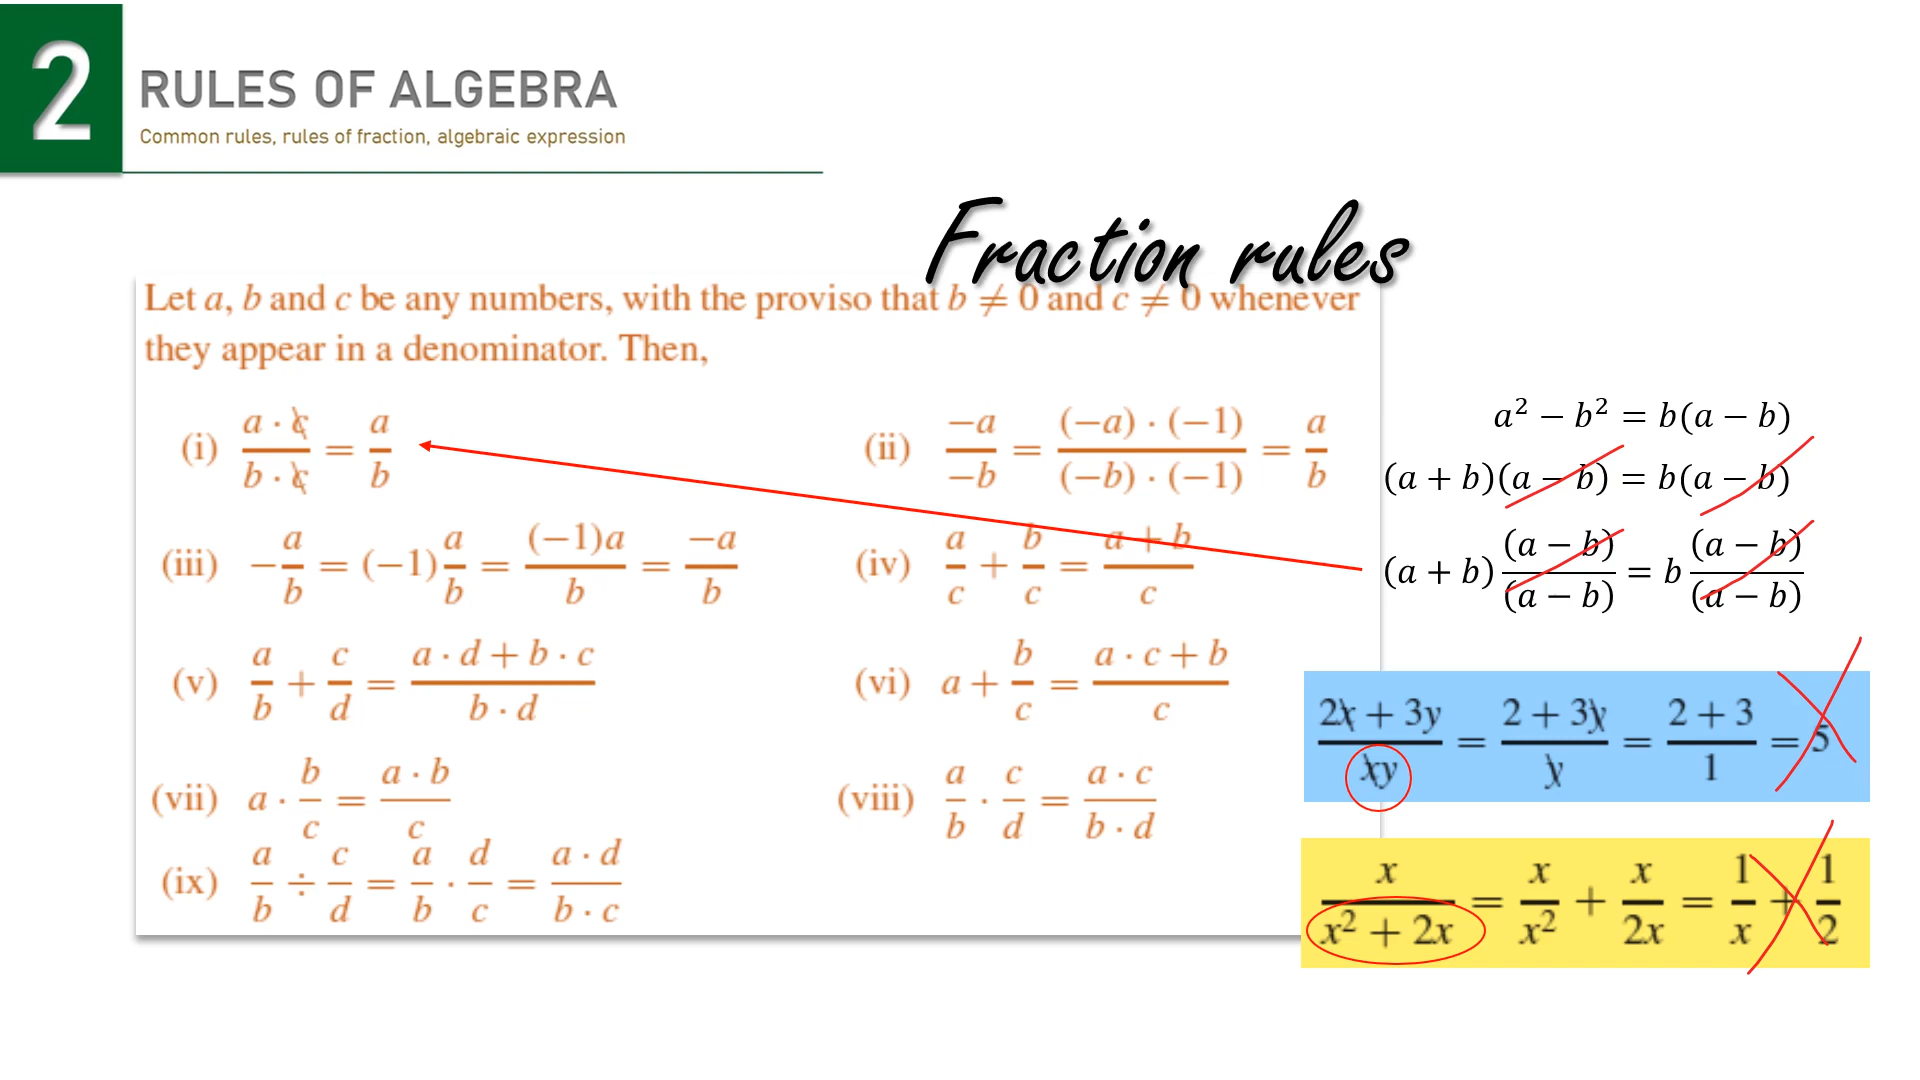 2
RULES OF ALGEBRA
Common rules, rules of fraction, algebraic expression
Fraction rules
Let a, b and c be any numbers, with the proviso that b ≠ 0 and c ≠ 0 whenever
they appear in a denominator. Then,
(i) (a · c)/(b · c) = a/b
(ii) (−a)/(−b) = ((−a) · (−1))/((−b) · (−1)) = a/b
(iii) −a/b = (−1) a/b = ((−1)a)/b = (−a)/b
(iv) a/c + b/c = (a + b)/c
(v) a/b + c/d = (a · d + b · c)/(b · d)
(vi) a + b/c = (a · c + b)/c
(vii) a · b/c = (a · b)/c
(viii) a/b · c/d = (a · c)/(b · d)
(ix) a/b ÷ c/d = a/b · d/c = (a · d)/(b · c)
a² − b² = b(a − b)
(a + b)(a − b) = b(a − b)
(a + b) (a − b)/(a − b) = b (a − b)/(a − b)
(2x + 3y)/(xy) = (2 + 3y)/y = (2 + 3)/1 = 5
x/(x² + 2x) = x/x² + x/2x = 1/x + 1/2